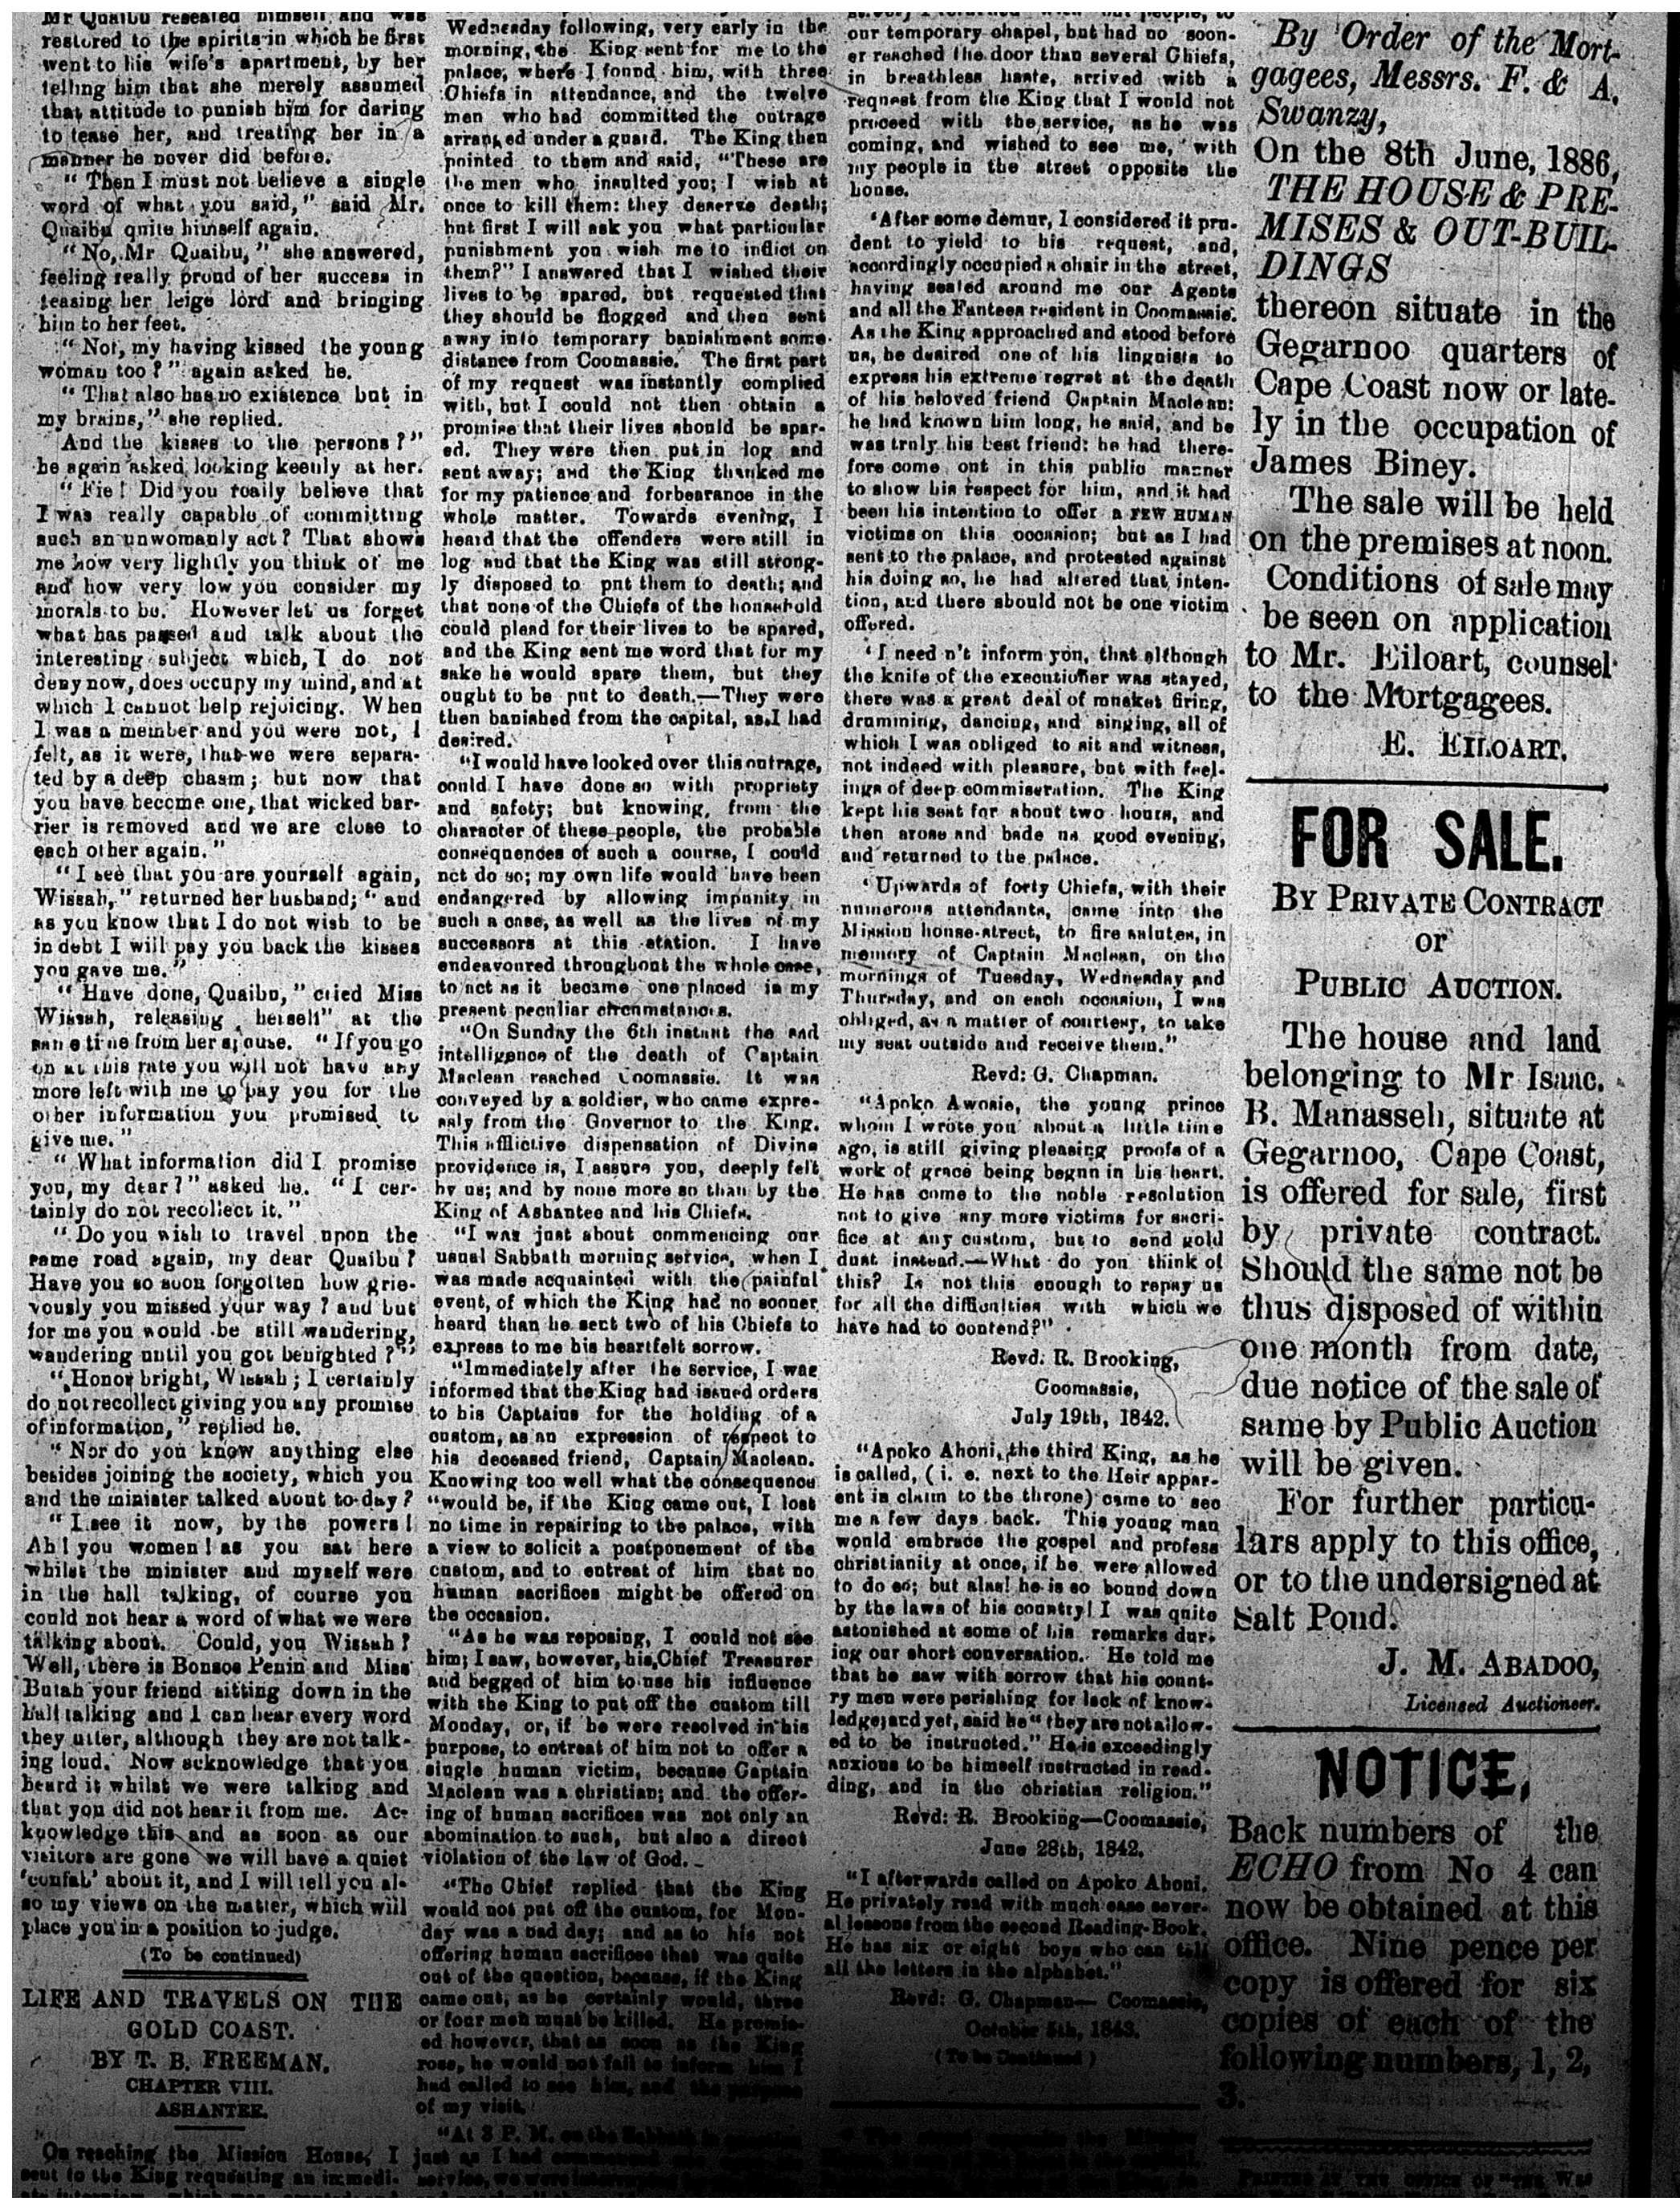 Mr Quaibu reseated himself and was
restored to the spirits in which he first
went to his wife's apartment, by her
telling him that she merely assumed
that attitude to punish him for daring
to tease her, and treating her in a
manner he never did before.
"Then I must not believe a single
word of what you said," said Mr.
Quaibu quite himself again.
"No, Mr Quaibu," she answered,
feeling really proud of her success in
teasing her leige lord and bringing
him to her feet.
"Not, my having kissed the young
woman too?" again asked he.
"That also has no existence but in
my brains," she replied.
And the kisses to the persons?"
he again asked looking keenly at her.
"Fie! Did you really believe that
I was really capable of committing
such an unwomanly act? That shows
me how very lightly you think of me
and how very low you consider my
morals to be. However let us forget
what has passed and talk about the
interesting subject which, I do not
deny now, does occupy my mind, and at
which I cannot help rejoicing. When
I was a member and you were not, I
felt, as it were, that we were separa-
ted by a deep chasm; but now that
you have become one, that wicked bar-
rier is removed and we are close to
each other again."
"I see that you are yourself again,
Wissah," returned her husband; "and
as you know that I do not wish to be
in debt I will pay you back the kisses
you gave me."
"Have done, Quaibu," cried Miss
Wissah, releasing herself" at the
same time from her spouse. "If you go
on at this rate you will not have any
more left with me to pay you for the
other information you promised to
give me."
"What information did I promise
you, my dear?" asked he. "I cer-
tainly do not recollect it."
"Do you wish to travel upon the
same road again, my dear Quaibu?
Have you so soon forgotten how grie-
vously you missed your way? and but
for me you would be still wandering,
wandering until you got benighted?"
"Honor bright, Wissah; I certainly
do not recollect giving you any promise
of information," replied he.
"Nor do you know anything else
besides joining the society, which you
and the minister talked about to-day?
"I see it now, by the powers!
Ah! you women! as you sat here
whilst the minister and myself were
in the hall talking, of course you
could not hear a word of what we were
talking about. Could, you Wissah?
Well, there is Bonsoe Penin and Miss
Butah your friend sitting down in the
hall talking and I can hear every word
they utter, although they are not talk-
ing loud. Now acknowledge that you
heard it whilst we were talking and
that you did not hear it from me. Ac-
knowledge this and as soon as our
visitors are gone we will have a quiet
'confab' about it, and I will tell you al-
so my views on the matter, which will
place you in a position to judge.
(To be continued)
LIFE AND TRAVELS ON THE
GOLD COAST.
BY T. B. FREEMAN.
CHAPTER VIII.
ASHANTEE.
On reaching the Mission House, I
sent to the King requesting an immedi-
Wednesday following, very early in the
morning, the King sent for me to the
palace, where I found him, with three
Chiefs in attendance, and the twelve
men who had committed the outrage
arranged under a guard. The King then
pointed to them and said, "These are
the men who insulted you; I wish at
once to kill them: they deserve death;
but first I will ask you what particular
punishment you wish me to inflict on
them?" I answered that I wished their
lives to be spared, but requested that
they should be flogged and then sent
away into temporary banishment some
distance from Coomassie. The first part
of my request was instantly complied
with, but I could not then obtain a
promise that their lives should be spar-
ed. They were then put in log and
sent away; and the King thanked me
for my patience and forbearance in the
whole matter. Towards evening, I
heard that the offenders were still in
log and that the King was still strong-
ly disposed to put them to death; and
that none of the Chiefs of the household
could plead for their lives to be spared,
and the King sent me word that for my
sake he would spare them, but they
ought to be put to death.—They were
then banished from the capital, as I had
desired.
"I would have looked over this outrage,
could I have done so with propriety
and safety; but knowing, from the
character of these people, the probable
consequences of such a course, I could
not do so; my own life would have been
endangered by allowing impunity in
such a case, as well as the lives of my
successors at this station. I have
endeavoured throughout the whole case,
to act as it became one placed in my
present peculiar circumstances.
"On Sunday the 6th instant the sad
intelligence of the death of Captain
Maclean reached Coomassie. It was
conveyed by a soldier, who came expre-
ssly from the Governor to the King.
This afflictive dispensation of Divine
providence is, I assure you, deeply felt
by us; and by none more so than by the
King of Ashantee and his Chiefs.
"I was just about commencing our
usual Sabbath morning service, when I
was made acquainted with the painful
event, of which the King had no sooner
heard than he sent two of his Chiefs to
express to me his heartfelt sorrow.
"Immediately after the service, I was
informed that the King had issued orders
to his Captains for the holding of a
custom, as an expression of respect to
his deceased friend, Captain Maclean.
Knowing too well what the consequence
"would be, if the King came out, I lost
no time in repairing to the palace, with
a view to solicit a postponement of the
custom, and to entreat of him that no
human sacrifices might be offered on
the occasion.
"As he was reposing, I could not see
him; I saw, however, his Chief Treasurer
and begged of him to use his influence
with the King to put off the custom till
Monday, or, if he were resolved in his
purpose, to entreat of him not to offer a
single human victim, because Captain
Maclean was a christian; and the offer-
ing of human sacrifices was not only an
abomination to such, but also a direct
violation of the law of God.
"The Chief replied that the King
would not put off the custom, for Mon-
day was a bad day; and as to his not
offering human sacrifices that was quite
out of the question, because, if the King
came out, as he certainly would, three
or four men must be killed. He promis-
ed however, that as soon as the King
rose, he would not fail to inform him I
had called to see him, and the purpose
of my visit.
"At 3 P. M. on the Sabbath
just as I had commenced
service, we were
our temporary chapel, but had no soon-
er reached the door than several Chiefs,
in breathless haste, arrived with a
request from the King that I would not
proceed with the service, as he was
coming, and wished to see me, with
my people in the street opposite the
house.
'After some demur, I considered it pru-
dent to yield to his request, and,
accordingly occupied a chair in the street,
having seated around me our Agents
and all the Fantees resident in Coomassie.
As the King approached and stood before
us, he desired one of his linguists to
express his extreme regret at the death
of his beloved friend Captain Maclean:
he had known him long, he said, and he
was truly his best friend: he had there-
fore come out in this public manner
to show his respect for him, and it had
been his intention to offer a FEW HUMAN
victims on this occasion; but as I had
sent to the palace, and protested against
his doing so, he had altered that inten-
tion, and there should not be one victim
offered.
'I need n't inform you, that although
the knife of the executioner was stayed,
there was a great deal of musket firing,
drumming, dancing, and singing, all of
which I was obliged to sit and witness,
not indeed with pleasure, but with feel-
ings of deep commiseration. The King
kept his seat for about two hours, and
then arose and bade us good evening,
and returned to the palace.
'Upwards of forty Chiefs, with their
numerous attendants, came into the
Mission house-street, to fire salutes, in
memory of Captain Maclean, on the
mornings of Tuesday, Wednesday and
Thursday, and on each occasion, I was
obliged, as a matter of courtesy, to take
my seat outside and receive them."
Revd: G. Chapman.
"Apoko Awosie, the young prince
whom I wrote you about a little time
ago, is still giving pleasing proofs of a
work of grace being begun in his heart.
He has come to the noble resolution
not to give any more victims for sacri-
fice at any custom, but to send gold
dust instead.—What do you think of
this? Is not this enough to repay us
for all the difficulties with which we
have had to contend?"
Revd: R. Brooking,
Coomassie,
July 19th, 1842.
"Apoko Ahoni, the third King, as he
is called, (i. e. next to the Heir appar-
ent in claim to the throne) came to see
me a few days back. This young man
would embrace the gospel and profess
christianity at once, if he were allowed
to do so; but alas! he is so bound down
by the laws of his country! I was quite
astonished at some of his remarks dur-
ing our short conversation. He told me
that he saw with sorrow that his count-
ry men were perishing for lack of know-
ledge; and yet, said he "they are not allow-
ed to be instructed." He is exceedingly
anxious to be himself instructed in read-
ding, and in the christian religion."
Revd: R. Brooking—Coomassie,
June 28th, 1842.
"I afterwards called on Apoko Ahoni.
He privately read with much ease sever-
al lessons from the second Reading-Book.
He has six or eight boys who can tell
all the letters in the alphabet."
Revd: G. Chapman—Coomassie,
October 5th, 1843.
(To be Continued)
By Order of the Mort-
gagees, Messrs. F. & A.
Swanzy,
On the 8th June, 1886,
THE HOUSE & PRE-
MISES & OUT-BUIL-
DINGS
thereon situate in the
Gegarnoo quarters of
Cape Coast now or late-
ly in the occupation of
James Biney.
The sale will be held
on the premises at noon.
Conditions of sale may
be seen on application
to Mr. Eiloart, counsel
to the Mortgagees.
E. EILOART.
FOR SALE.
BY PRIVATE CONTRACT
or
PUBLIC AUCTION.
The house and land
belonging to Mr Isaac.
B. Manasseh, situate at
Gegarnoo, Cape Coast,
is offered for sale, first
by private contract.
Should the same not be
thus disposed of within
one month from date,
due notice of the sale of
same by Public Auction
will be given.
For further particu-
lars apply to this office,
or to the undersigned at
Salt Pond.
J. M. ABADOO,
Licensed Auctioneer.
NOTICE.
Back numbers of the
ECHO from No 4 can
now be obtained at this
office. Nine pence per
copy is offered for six
copies of each of the
following numbers, 1, 2,
3.